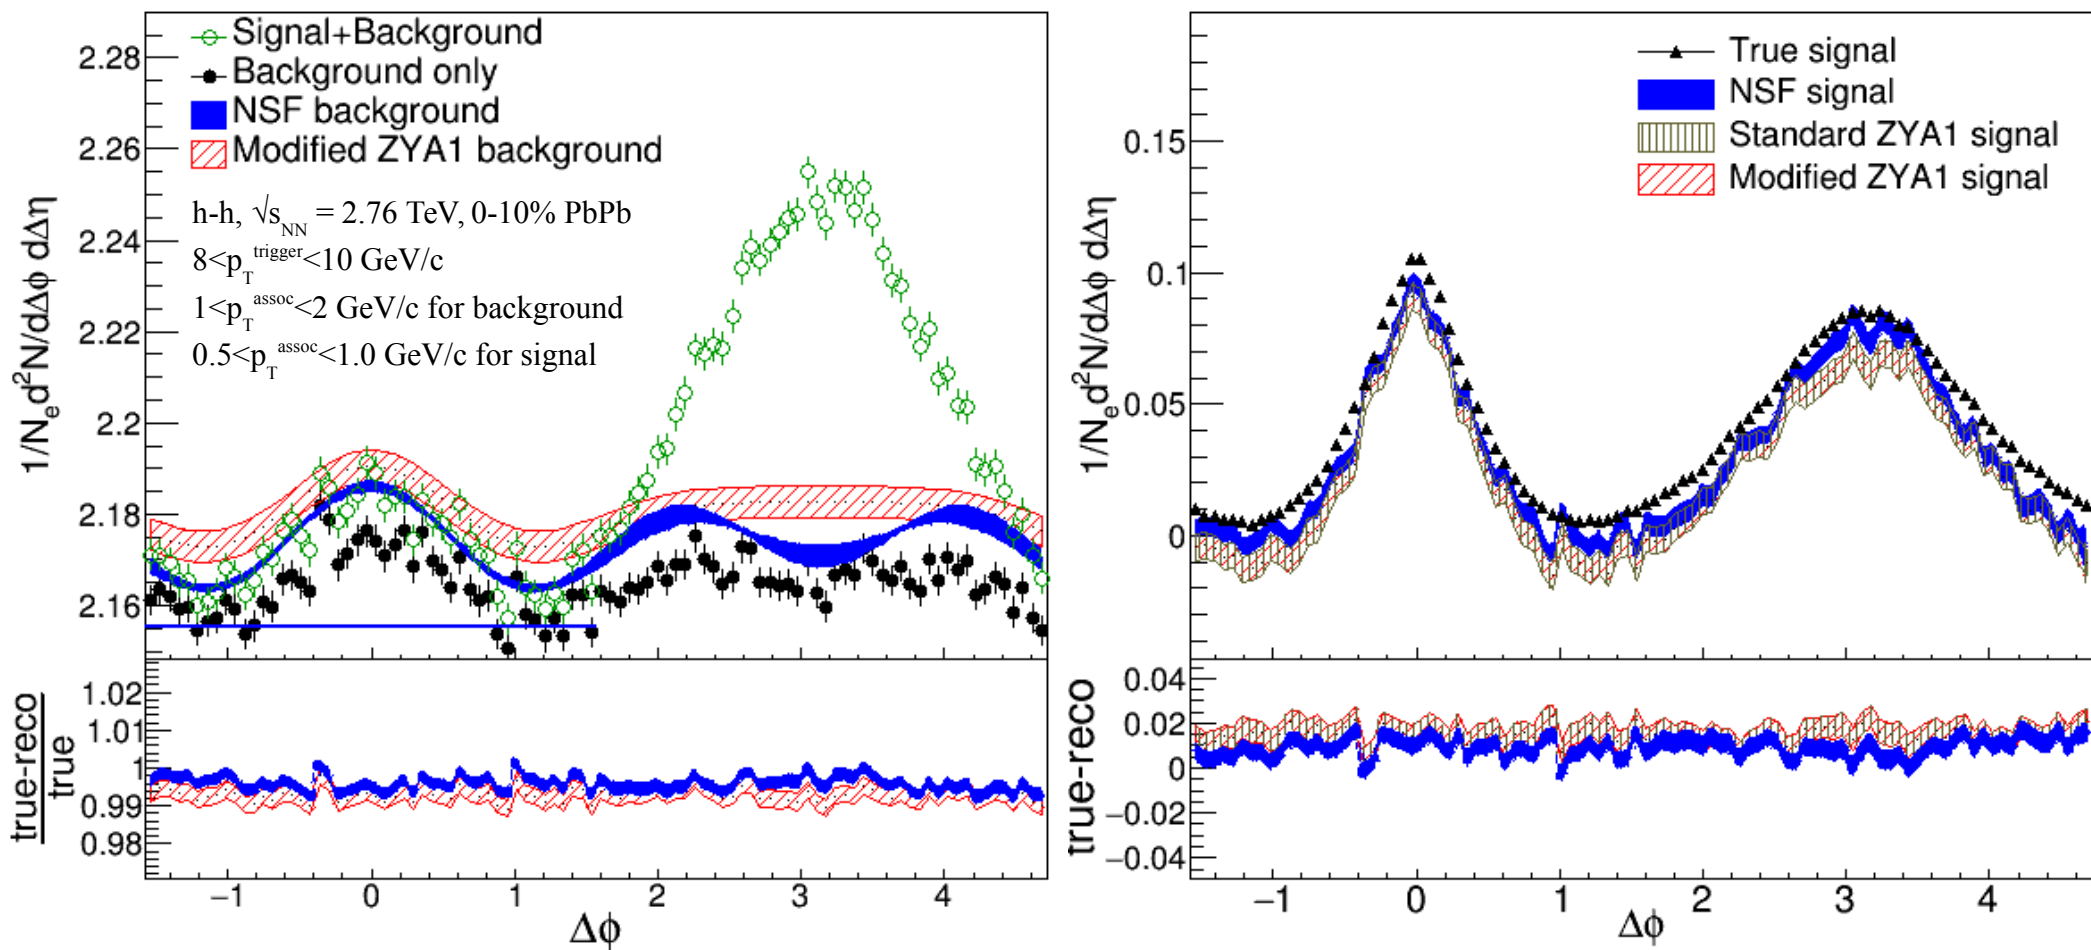 Signal+Background
Background only
NSF background
Modified ZYA1 background
h-h, √s_NN = 2.76 TeV, 0-10% PbPb
8<p_T^trigger<10 GeV/c
1<p_T^assoc<2 GeV/c for background
0.5<p_T^assoc<1.0 GeV/c for signal
1/N_e d²N/dΔϕ dΔη
2.28
2.26
2.24
2.22
2.2
2.18
2.16
true-reco
true
1.02
1.01
1
0.99
0.98
−1
0
1
2
3
4
Δϕ
True signal
NSF signal
Standard ZYA1 signal
Modified ZYA1 signal
1/N_e d²N/dΔϕ dΔη
0.15
0.1
0.05
0
true-reco
0.04
0.02
0
−0.02
−0.04
−1
0
1
2
3
4
Δϕ